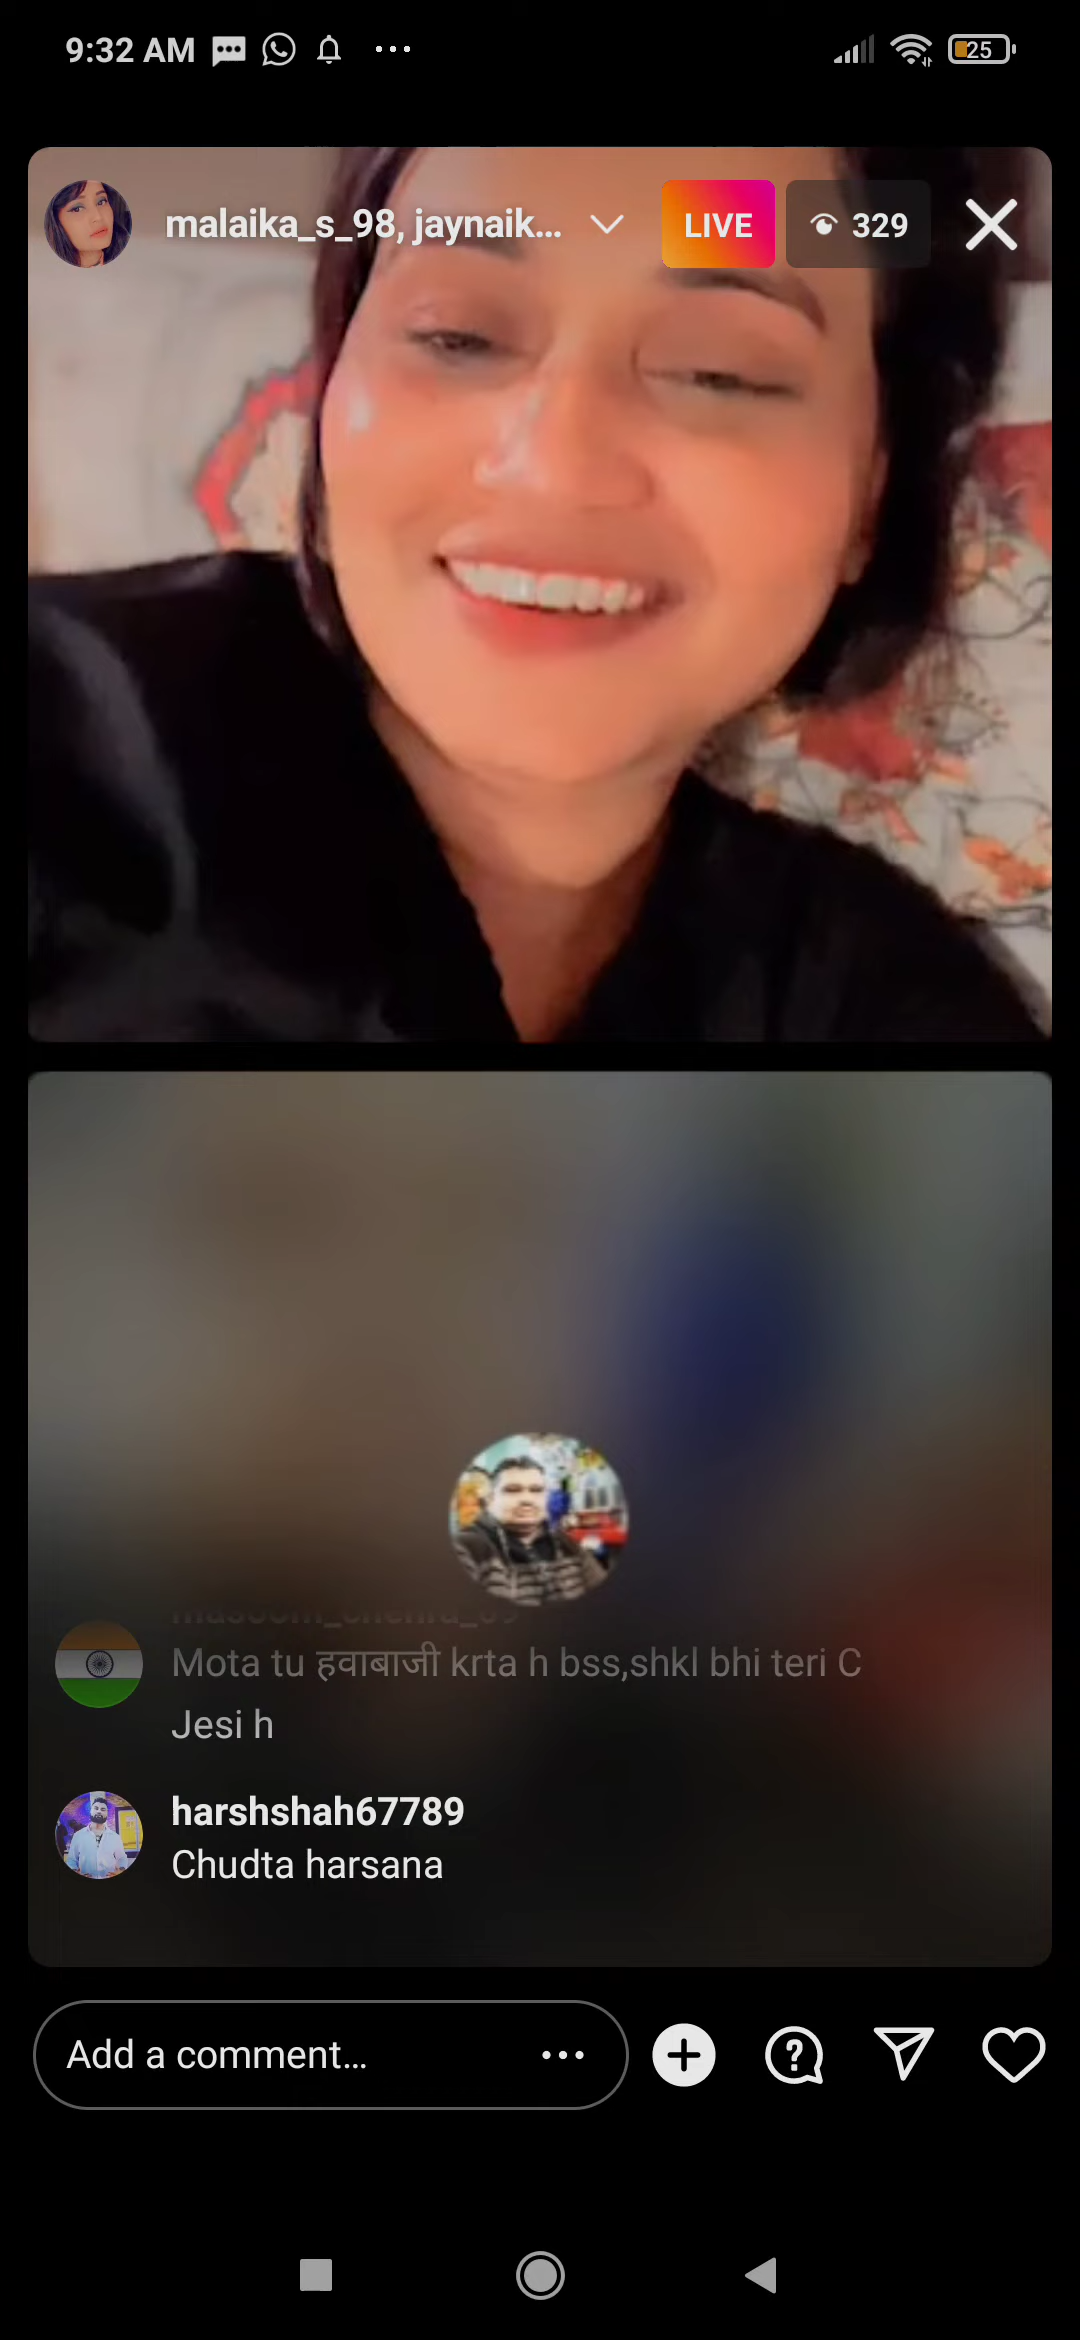 9:32 AM
25
malaika_s_98, jaynaik...
LIVE
329
Mota tu हवाबाजी krta h bss,shkl bhi teri C
Jesi h
harshshah67789
Chudta harsana
Add a comment...